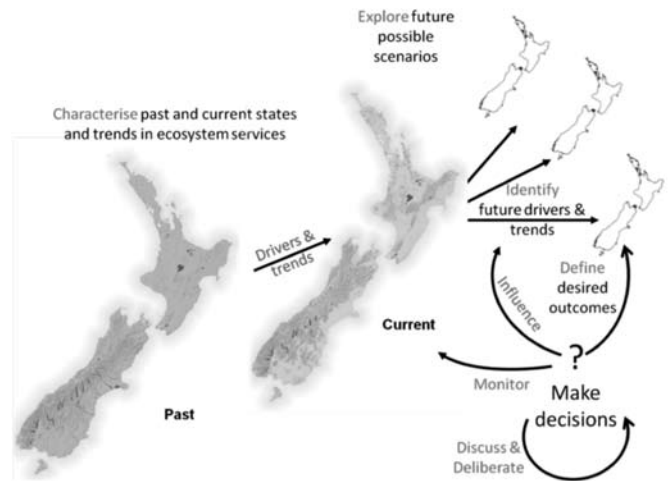 Explore future
possible
scenarios
Characterise past and current states
and trends in ecosystem services
Identify
future drivers &
trends
Drivers &
trends
Define
desired
outcomes
Influence
Current
?
Monitor
Make
decisions
Past
Discuss &
Deliberate